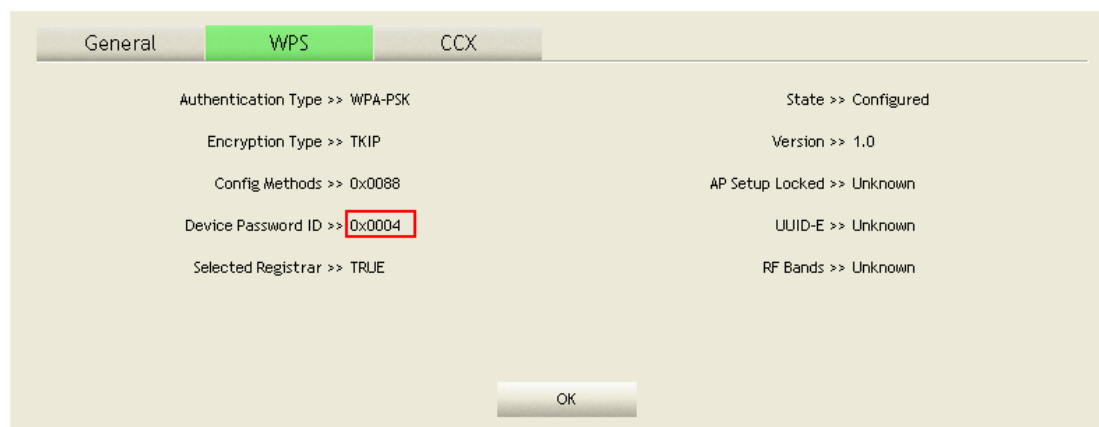 General WPS CCX
Authentication Type >> WPA-PSK State >> Configured
Encryption Type >> TKIP Version >> 1.0
Config Methods >> 0x0088 AP Setup Locked >> Unknown
Device Password ID >> 0x0004 UUID-E >> Unknown
Selected Registrar >> TRUE RF Bands >> Unknown
OK